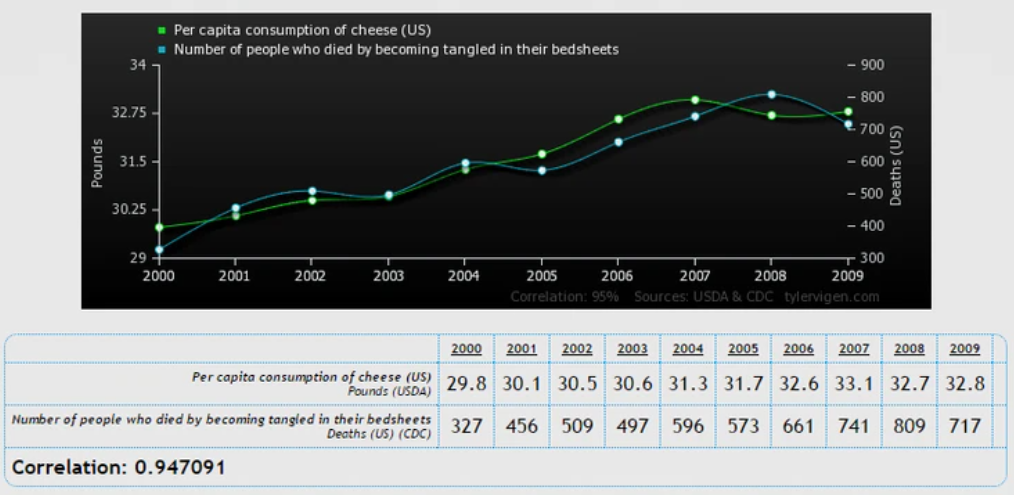 Per capita consumption of cheese (US)
Number of people who died by becoming tangled in their bedsheets
34
32.75
31.5
30.25
29
Pounds
900
800
700
600
500
400
300
Deaths (US)
2000 2001 2002 2003 2004 2005 2006 2007 2008 2009
Correlation: 95% Sources: USDA & CDC tylervigen.com
2000 2001 2002 2003 2004 2005 2006 2007 2008 2009
Per capita consumption of cheese (US)
Pounds (USDA)
29.8 30.1 30.5 30.6 31.3 31.7 32.6 33.1 32.7 32.8
Number of people who died by becoming tangled in their bedsheets
Deaths (US) (CDC)
327 456 509 497 596 573 661 741 809 717
Correlation: 0.947091